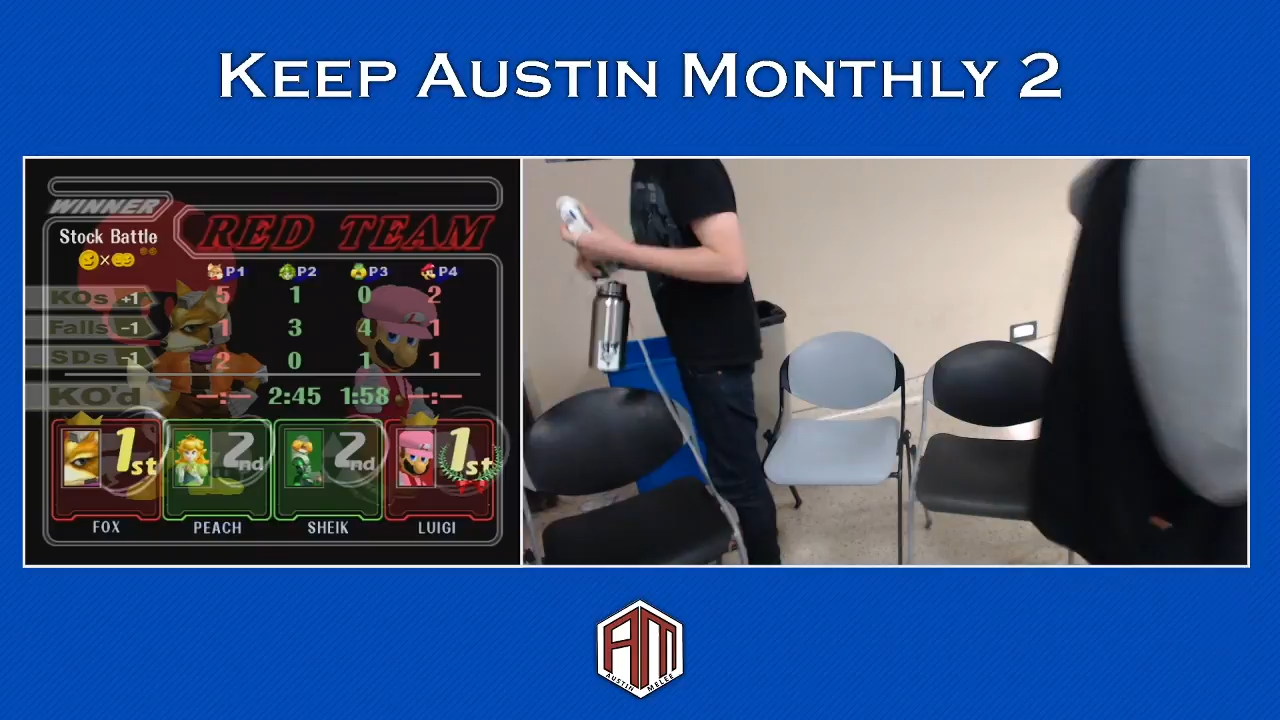 KEEP AUSTIN MONTHLY 2
WINNER
RED TEAM
Stock Battle
P1 P2 P3 P4
KOs +1 5 1 0 2
Falls -1 1 3 4 1
SDs -1 2 0 1 1
KO'd -:- 2:45 1:58 -:-
1st 2nd 2nd 1st
FOX PEACH SHEIK LUIGI
AM
AUSTIN MELEE